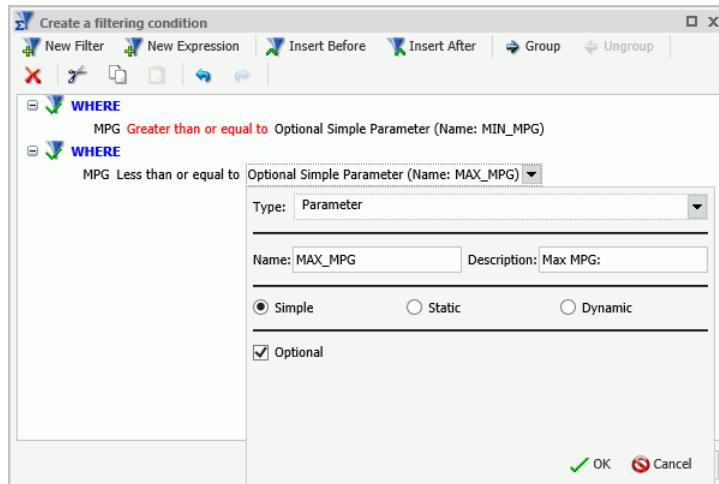 Create a filtering condition
New Filter New Expression Insert Before Insert After Group Ungroup
WHERE
MPG Greater than or equal to Optional Simple Parameter (Name: MIN_MPG)
WHERE
MPG Less than or equal to Optional Simple Parameter (Name: MAX_MPG)
Type: Parameter
Name: MAX_MPG Description: Max MPG:
Simple Static Dynamic
Optional
OK Cancel